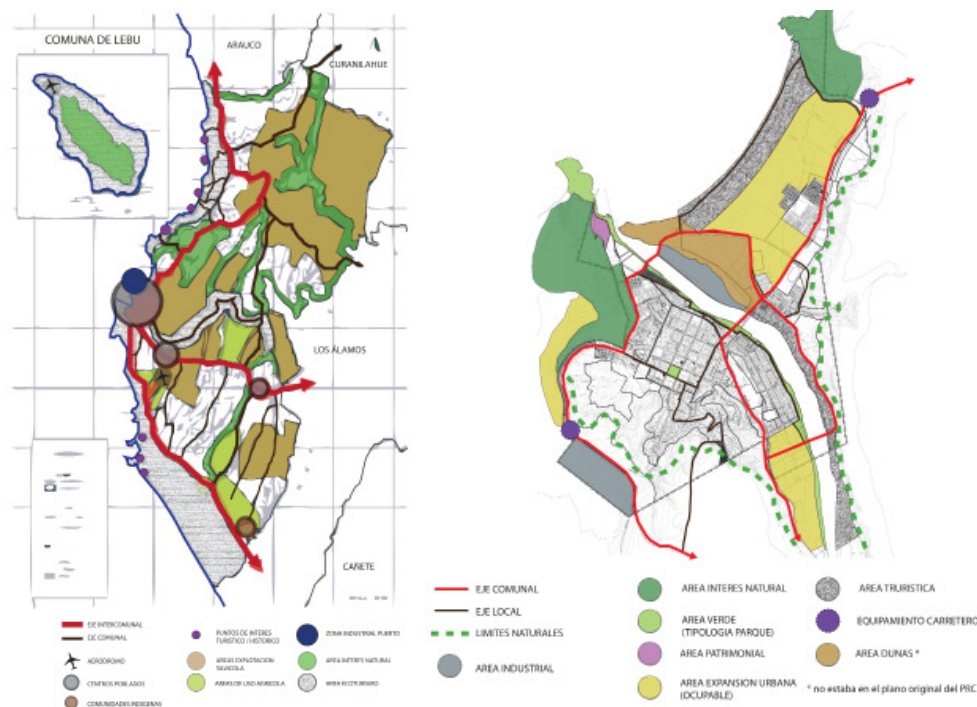 COMUNA DE LEBU
ARAUCO
CURANILAHUE
LOS ÁLAMOS
CAÑETE
EJE INTERCOMUNAL
EJE COMUNAL
AERODROMO
CENTROS POBLADOS
COMUNIDADES INDIGENAS
PUNTOS DE INTERES
TURISTICO / HISTORICO
AREAS EXPLOTACION
SILVICOLA
AREAS DE USO AGRICOLA
ZONA INDUSTRIAL PUERTO
AREA INTERES NATURAL
AREA ECOTURISMO
EJE COMUNAL
EJE LOCAL
LIMITES NATURALES
AREA INDUSTRIAL
AREA INTERES NATURAL
AREA VERDE
(TIPOLOGIA PARQUE)
AREA PATRIMONIAL
AREA EXPANSION URBANA
(OCUPABLE)
AREA TRURISTICA
EQUIPAMIENTO CARRETERO
AREA DUNAS *
* no estaba en el plano original del PRC